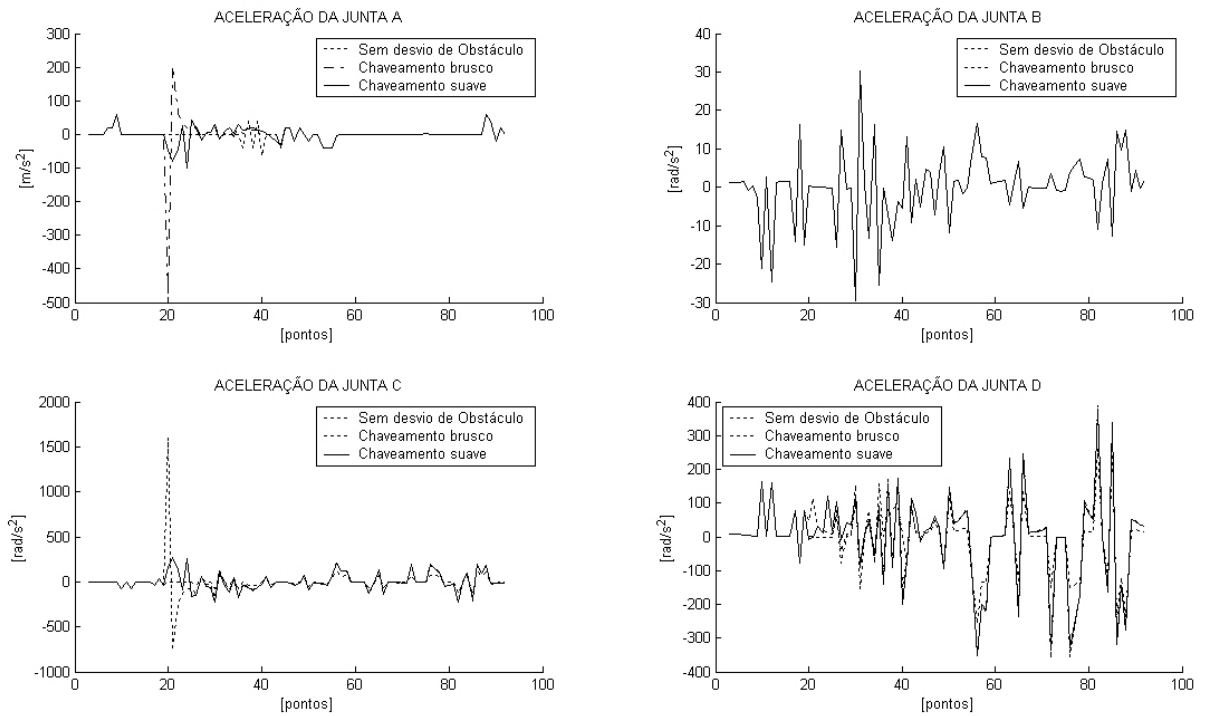 ACELERAÇÃO DA JUNTA A
300
200
100
0
-100
-200
-300
-400
-500
[m/s²]
0 20 40 60 80 100
[pontos]
Sem desvio de Obstáculo
Chaveamento brusco
Chaveamento suave
ACELERAÇÃO DA JUNTA B
40
30
20
10
0
-10
-20
-30
[rad/s²]
0 20 40 60 80 100
[pontos]
Sem desvio de Obstáculo
Chaveamento brusco
Chaveamento suave
ACELERAÇÃO DA JUNTA C
2000
1500
1000
500
0
-500
-1000
[rad/s²]
0 20 40 60 80 100
[pontos]
Sem desvio de Obstáculo
Chaveamento brusco
Chaveamento suave
ACELERAÇÃO DA JUNTA D
400
300
200
100
0
-100
-200
-300
-400
[rad/s²]
0 20 40 60 80 100
[pontos]
Sem desvio de Obstáculo
Chaveamento brusco
Chaveamento suave